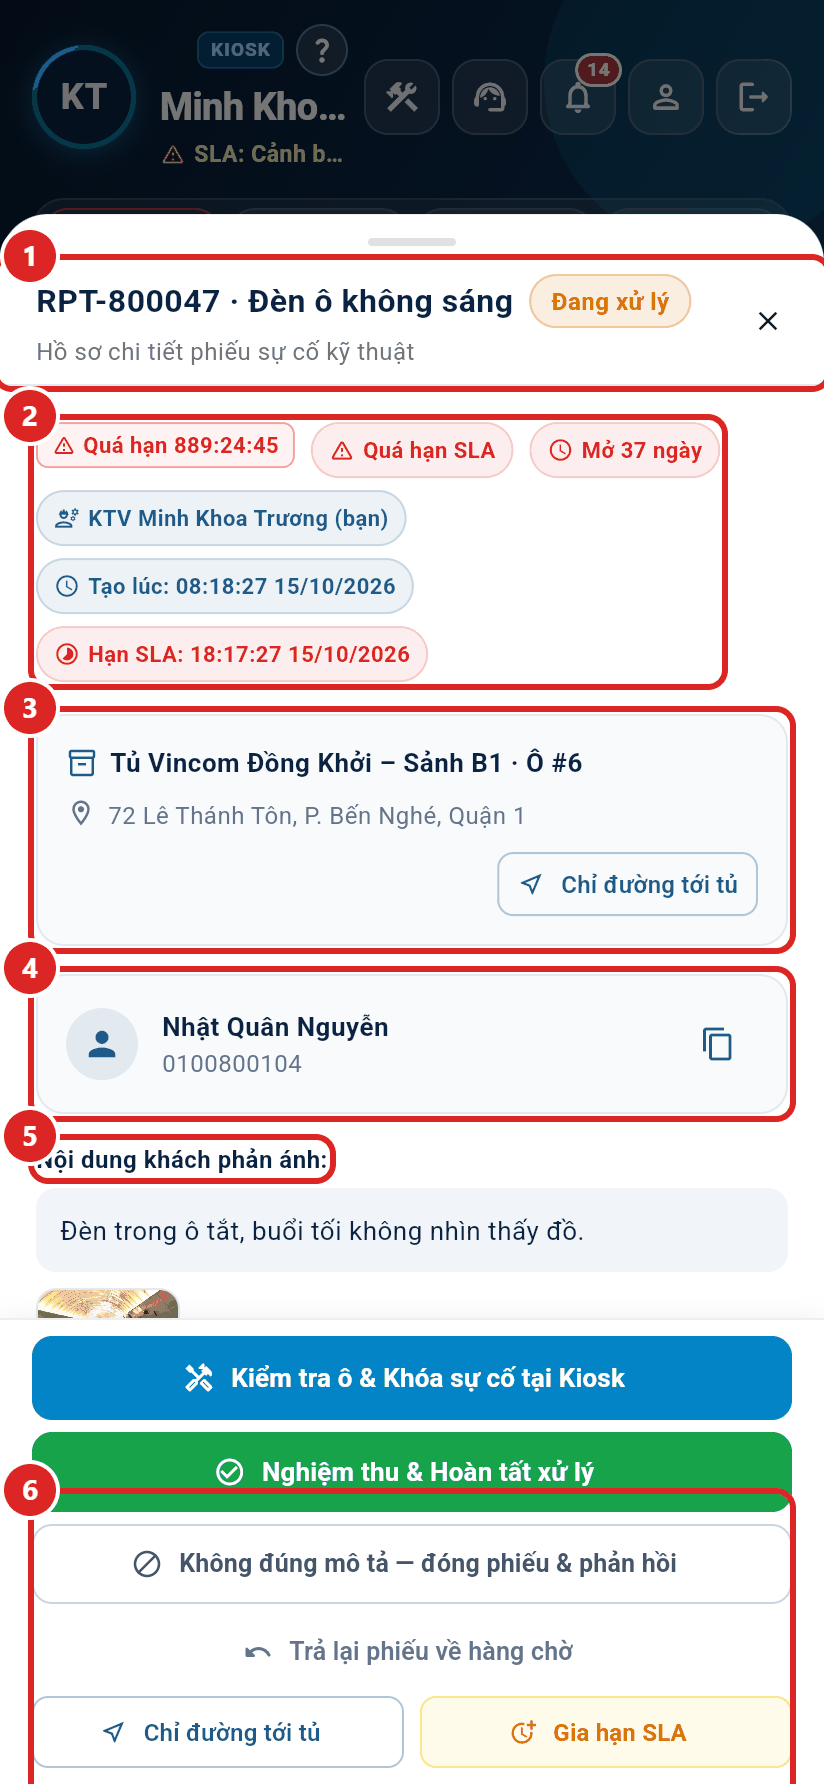 KIOSK
?
14
KT
Minh Kho...
SLA: Cảnh b...
1
RPT-800047 · Đèn ô không sáng
Đang xử lý
Hồ sơ chi tiết phiếu sự cố kỹ thuật
2
Quá hạn 889:24:45
Quá hạn SLA
Mở 37 ngày
KTV Minh Khoa Trương (bạn)
Tạo lúc: 08:18:27 15/10/2026
Hạn SLA: 18:17:27 15/10/2026
3
Tủ Vincom Đồng Khởi – Sảnh B1 · Ô #6
72 Lê Thánh Tôn, P. Bến Nghé, Quận 1
Chỉ đường tới tủ
4
Nhật Quân Nguyễn
0100800104
5
Nội dung khách phản ánh:
Đèn trong ô tắt, buổi tối không nhìn thấy đồ.
Kiểm tra ô & Khóa sự cố tại Kiosk
Nghiệm thu & Hoàn tất xử lý
6
Không đúng mô tả — đóng phiếu & phản hồi
Trả lại phiếu về hàng chờ
Chỉ đường tới tủ
Gia hạn SLA